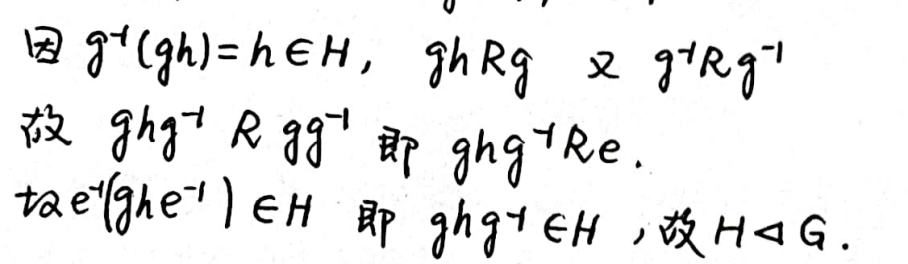 因 g⁻¹(gh)=h∈H, ghRg 又 g⁻¹Rg⁻¹
故 ghg⁻¹ R gg⁻¹ 即 ghg⁻¹Re.
e⁻¹(ghe⁻¹)∈H 即 ghg⁻¹∈H ,故 H◁G.